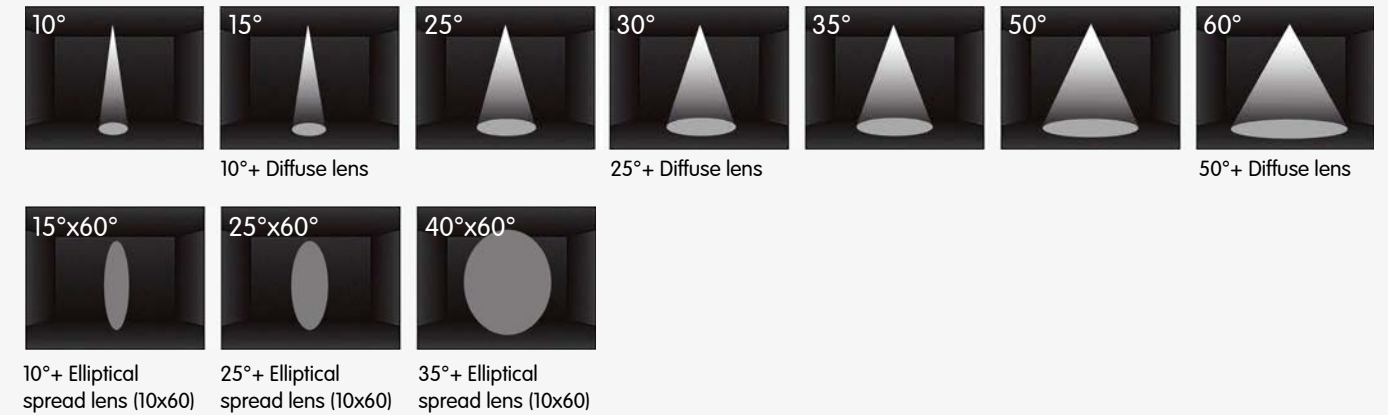 10° 15° 25° 30° 35° 50° 60°
10°+ Diffuse lens 25°+ Diffuse lens 50°+ Diffuse lens
15°x60° 25°x60° 40°x60°
10°+ Elliptical 25°+ Elliptical 35°+ Elliptical
spread lens (10x60) spread lens (10x60) spread lens (10x60)